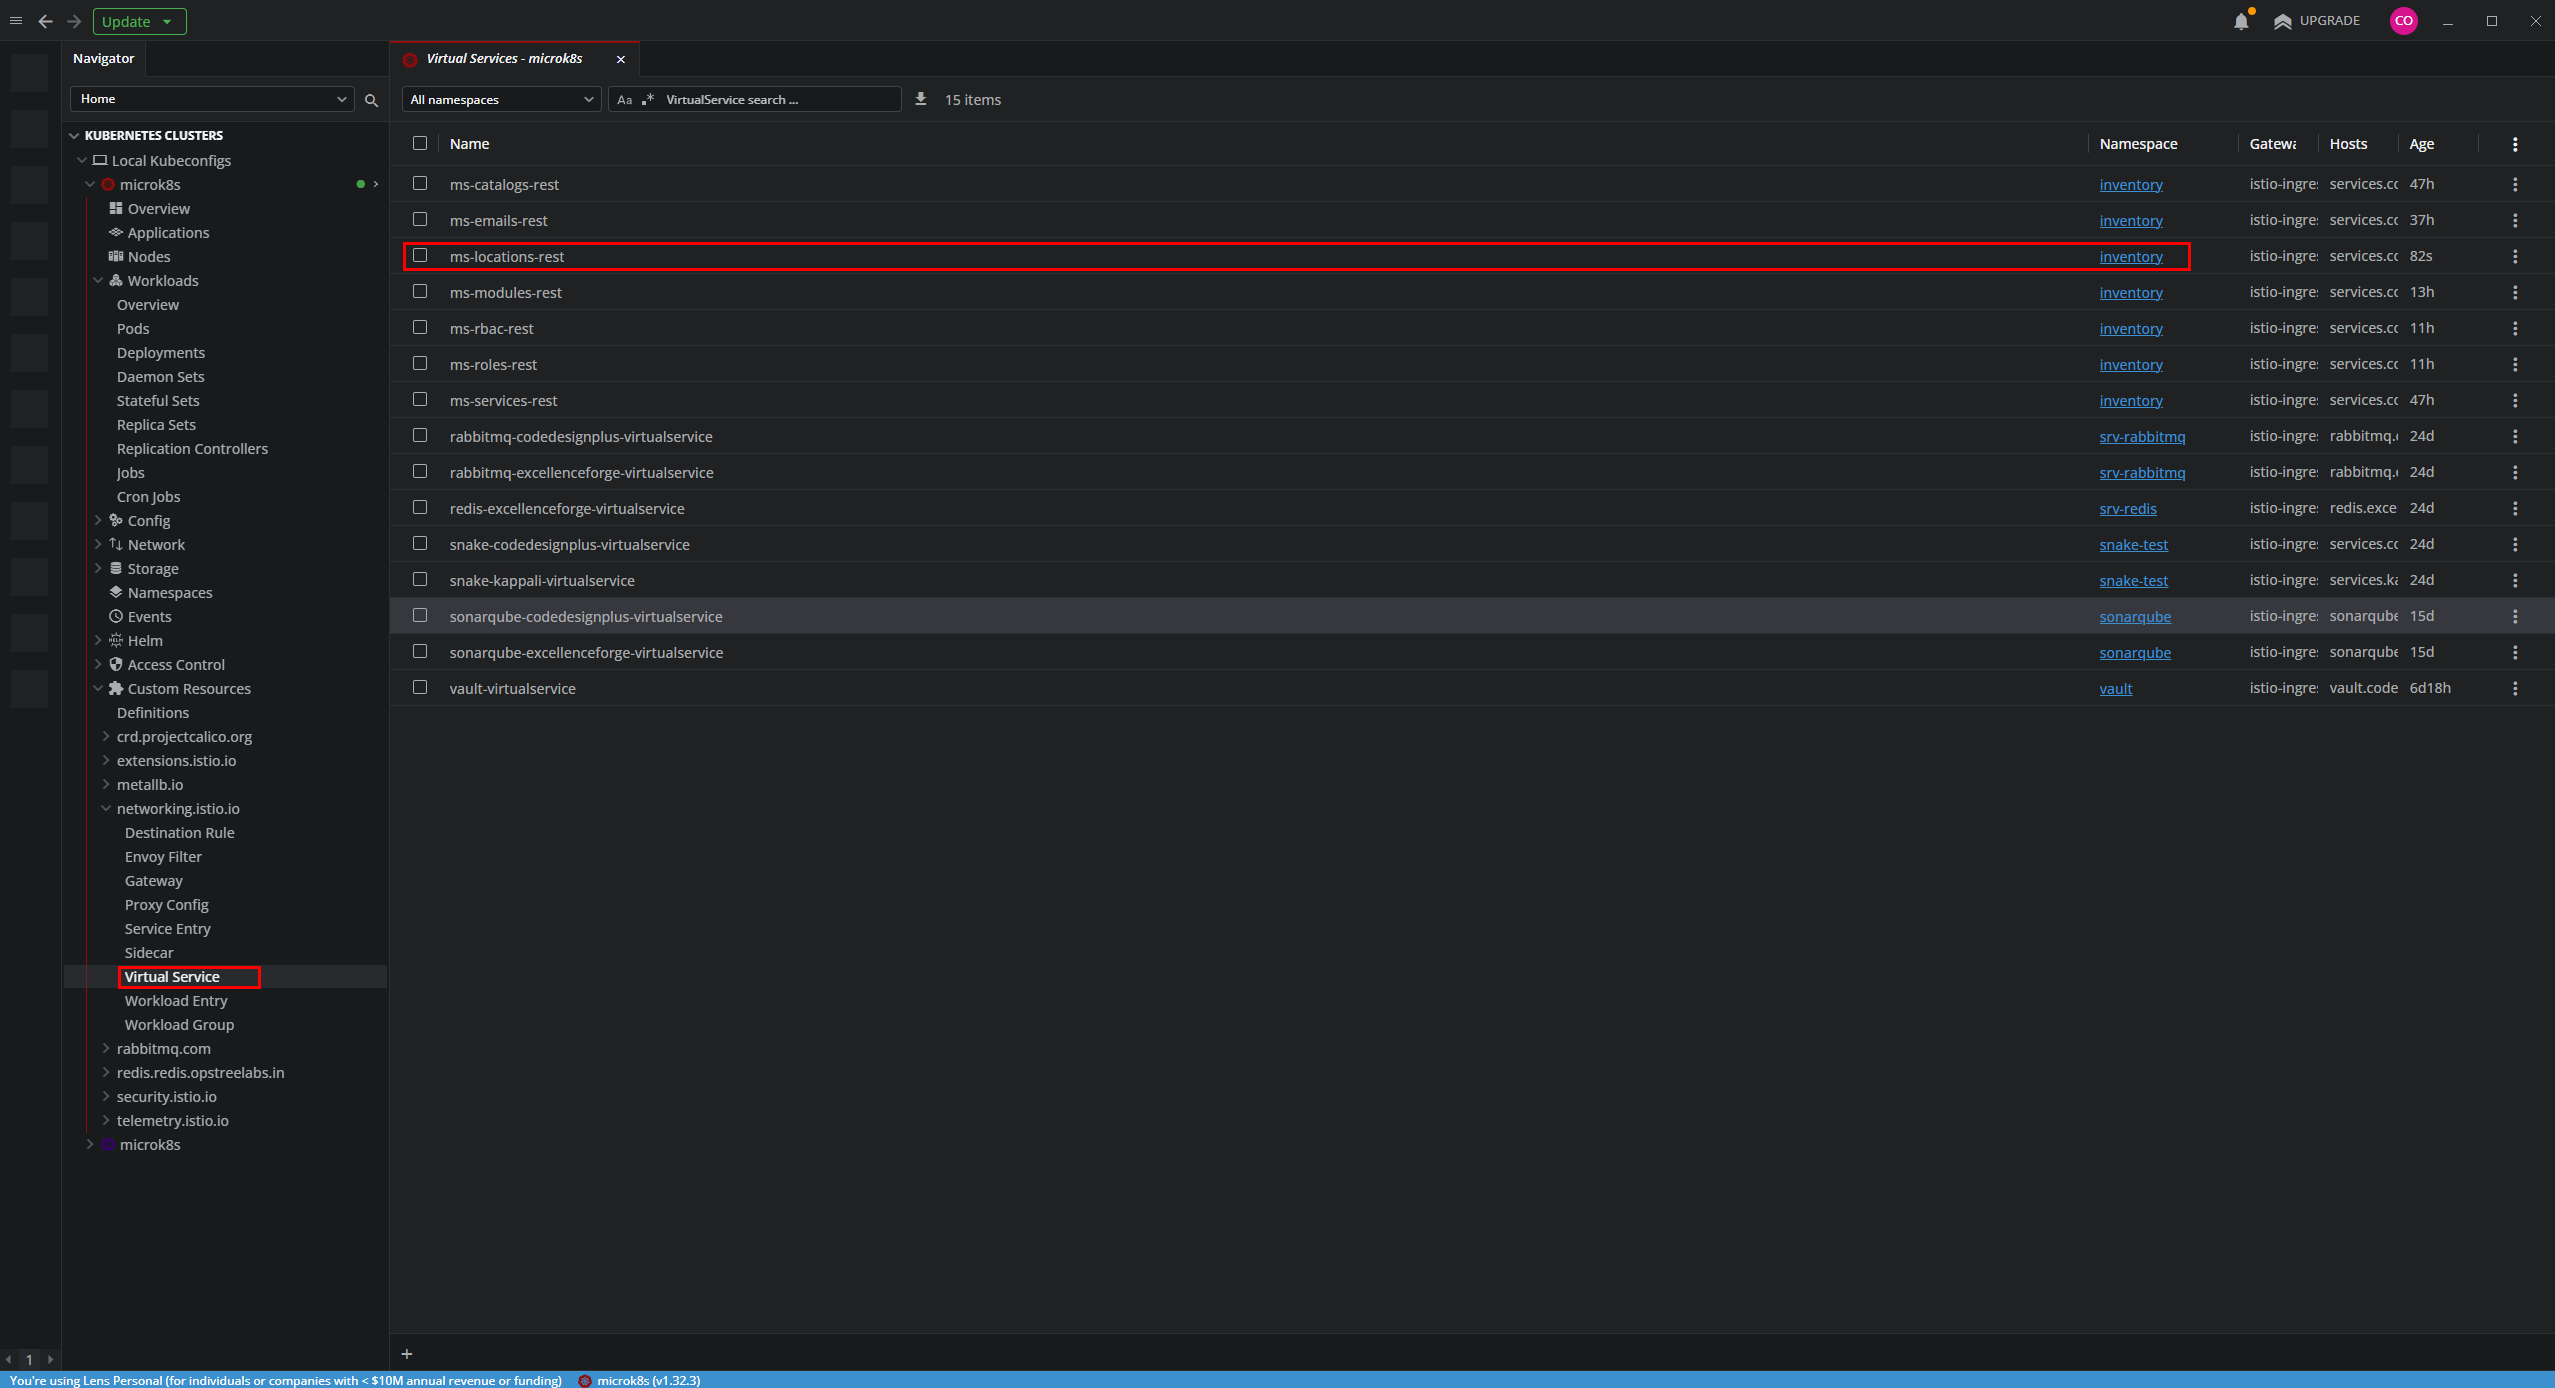 Update
UPGRADE
CO
Navigator
Virtual Services - microk8s
Home
All namespaces
Aa .* VirtualService search ...
15 items
KUBERNETES CLUSTERS
Local Kubeconfigs
microk8s
Overview
Applications
Nodes
Workloads
Overview
Pods
Deployments
Daemon Sets
Stateful Sets
Replica Sets
Replication Controllers
Jobs
Cron Jobs
Config
Network
Storage
Namespaces
Events
Helm
Access Control
Custom Resources
Definitions
crd.projectcalico.org
extensions.istio.io
metallb.io
networking.istio.io
Destination Rule
Envoy Filter
Gateway
Proxy Config
Service Entry
Sidecar
Virtual Service
Workload Entry
Workload Group
rabbitmq.com
redis.redis.opstreelabs.in
security.istio.io
telemetry.istio.io
microk8s
Name Namespace Gatewa Hosts Age
ms-catalogs-rest inventory istio-ingre: services.cc 47h
ms-emails-rest inventory istio-ingre: services.cc 37h
ms-locations-rest inventory istio-ingre: services.cc 82s
ms-modules-rest inventory istio-ingre: services.cc 13h
ms-rbac-rest inventory istio-ingre: services.cc 11h
ms-roles-rest inventory istio-ingre: services.cc 11h
ms-services-rest inventory istio-ingre: services.cc 47h
rabbitmq-codedesignplus-virtualservice srv-rabbitmq istio-ingre: rabbitmq.c 24d
rabbitmq-excellenceforge-virtualservice srv-rabbitmq istio-ingre: rabbitmq.c 24d
redis-excellenceforge-virtualservice srv-redis istio-ingre: redis.exce 24d
snake-codedesignplus-virtualservice snake-test istio-ingre: services.cc 24d
snake-kappali-virtualservice snake-test istio-ingre: services.ka 24d
sonarqube-codedesignplus-virtualservice sonarqube istio-ingre: sonarqube 15d
sonarqube-excellenceforge-virtualservice sonarqube istio-ingre: sonarqube 15d
vault-virtualservice vault istio-ingre: vault.code 6d18h
1
You're using Lens Personal (for individuals or companies with < $10M annual revenue or funding) microk8s (v1.32.3)